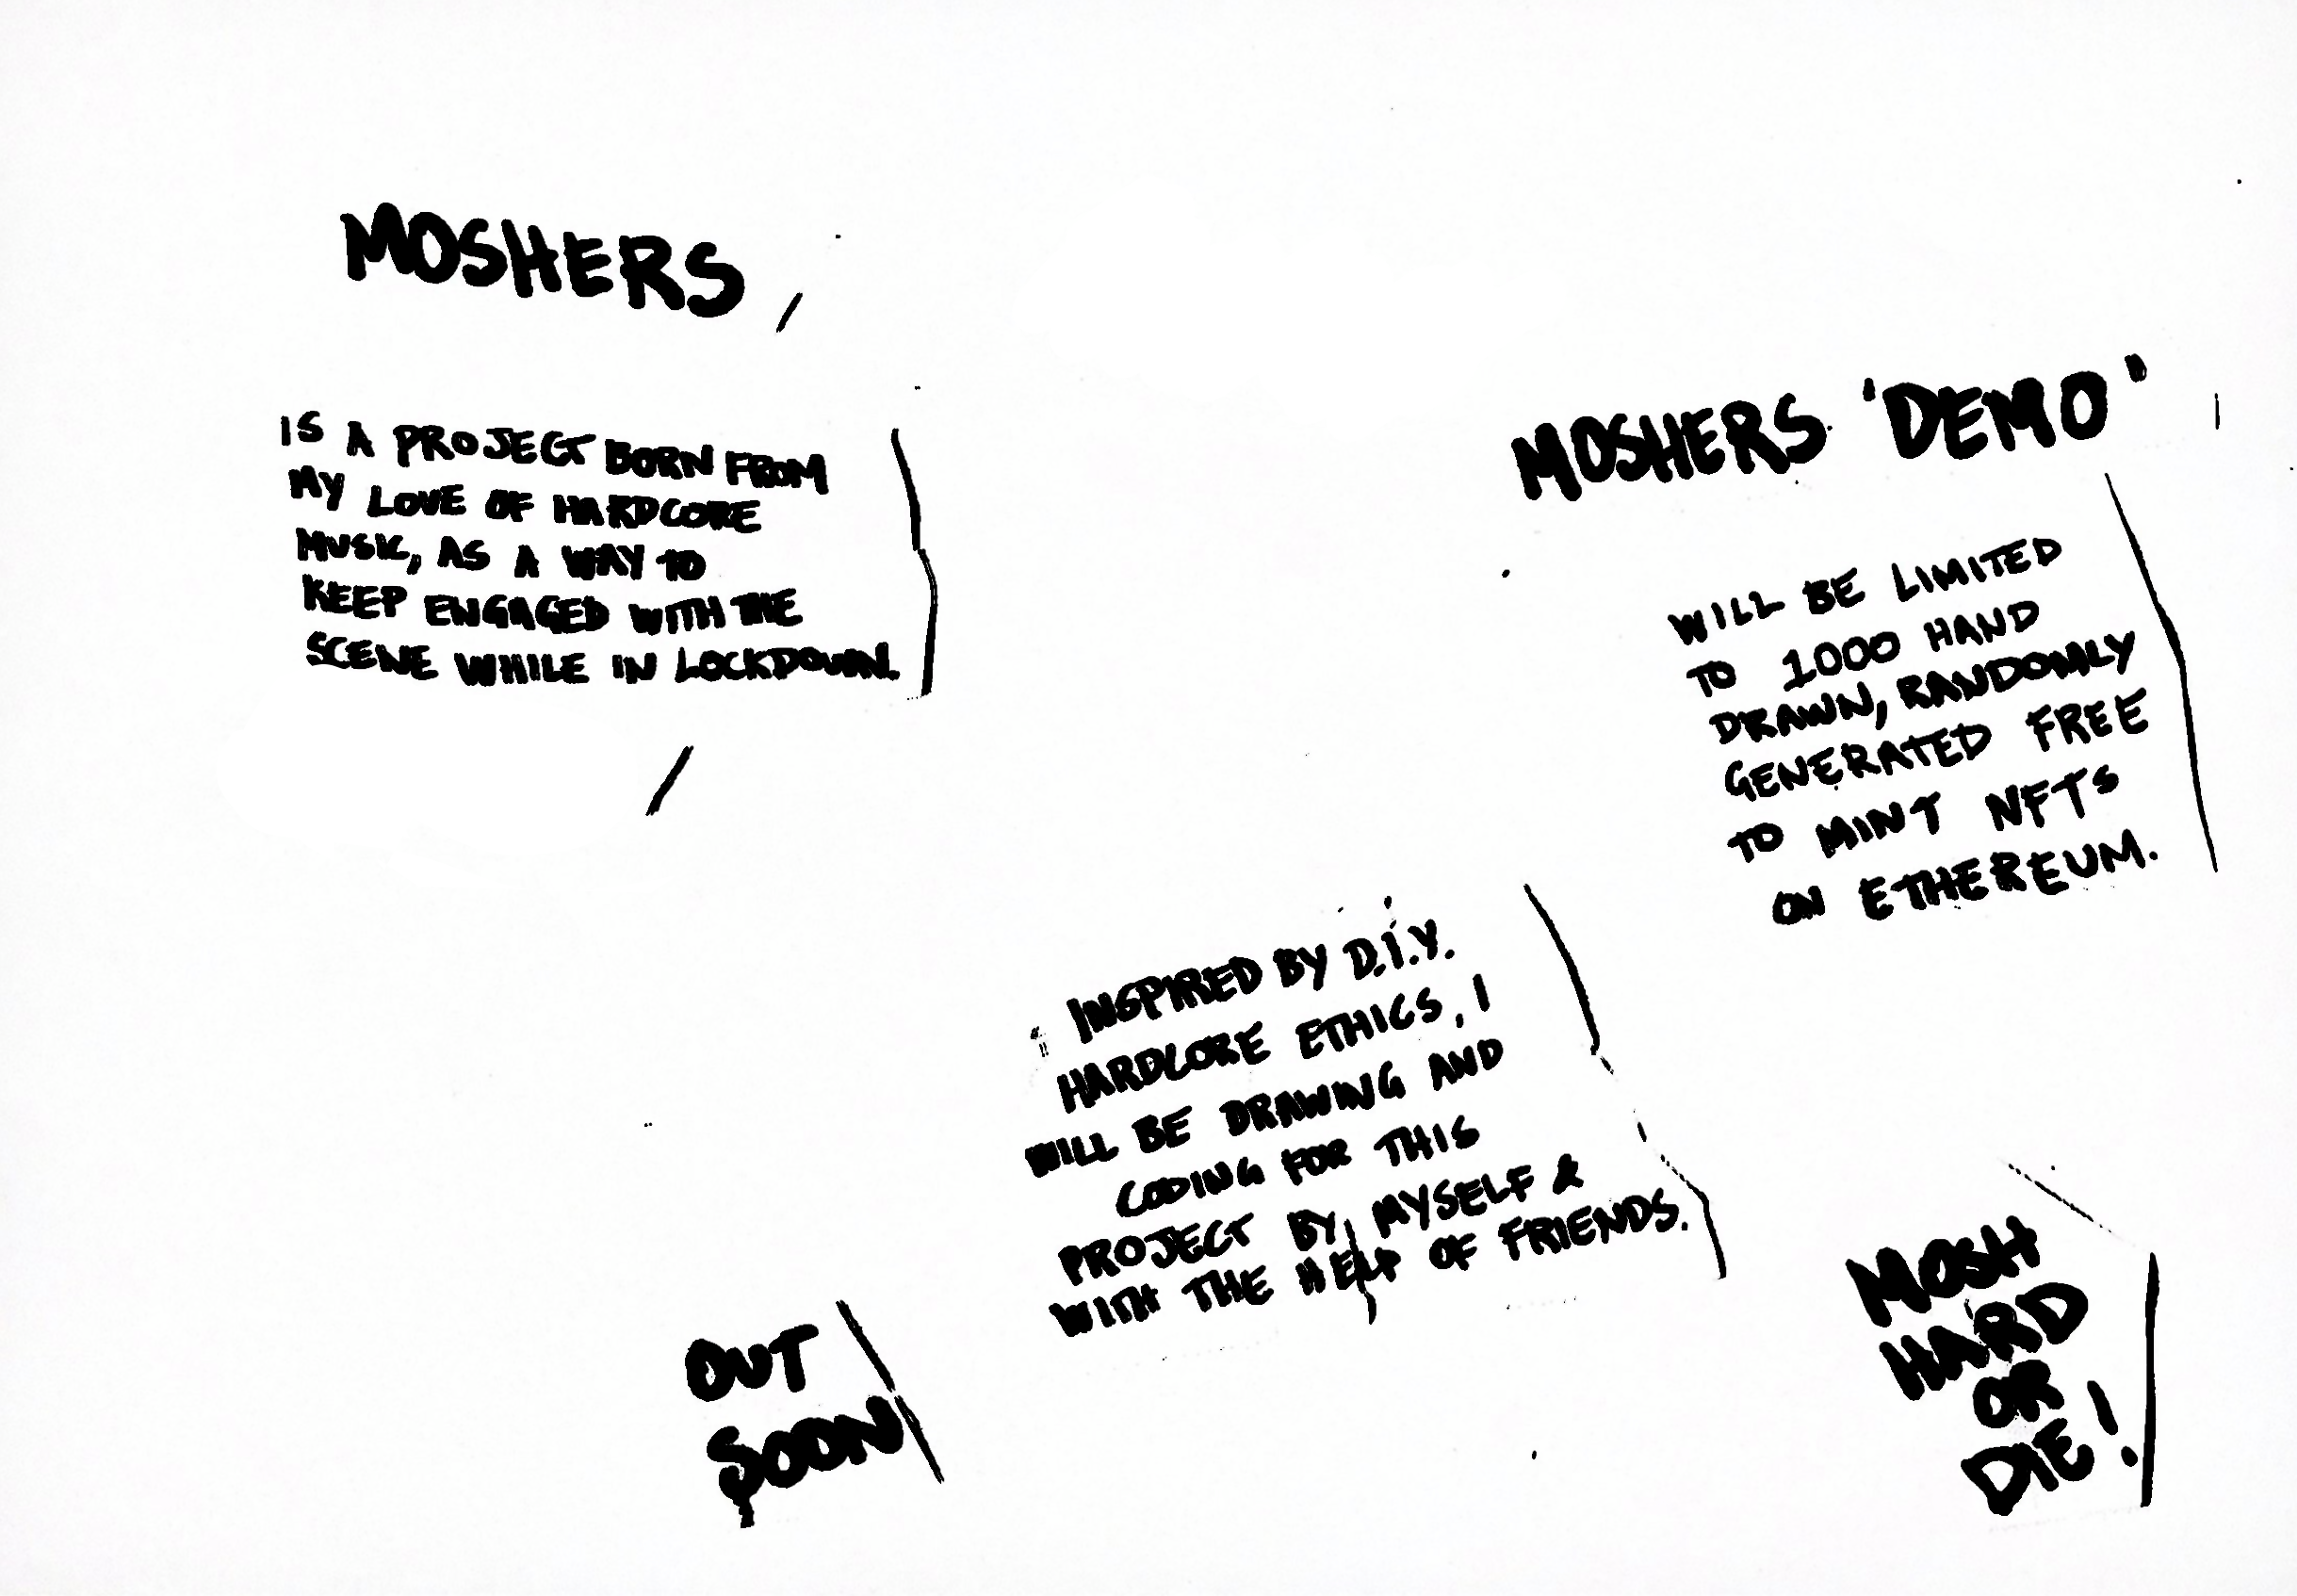 MOSHERS
IS A PROJECT BORN FROM
MY LOVE OF HARDCORE
MUSIC, AS A WAY TO
KEEP ENGAGED WITH THE
SCENE WHILE IN LOCKDOWN.
MOSHERS "DEMO"
WILL BE LIMITED
TO 1000 HAND
DRAWN, RANDOMLY
GENERATED FREE
TO MINT NFTs
ON ETHEREUM.
INSPIRED BY D.I.Y.
HARDCORE ETHICS, I
WILL BE DRAWING AND
CODING FOR THIS
PROJECT BY MYSELF &
WITH THE HELP OF FRIENDS.
OUT
SOON
MOSH
HARD
OR
DIE!